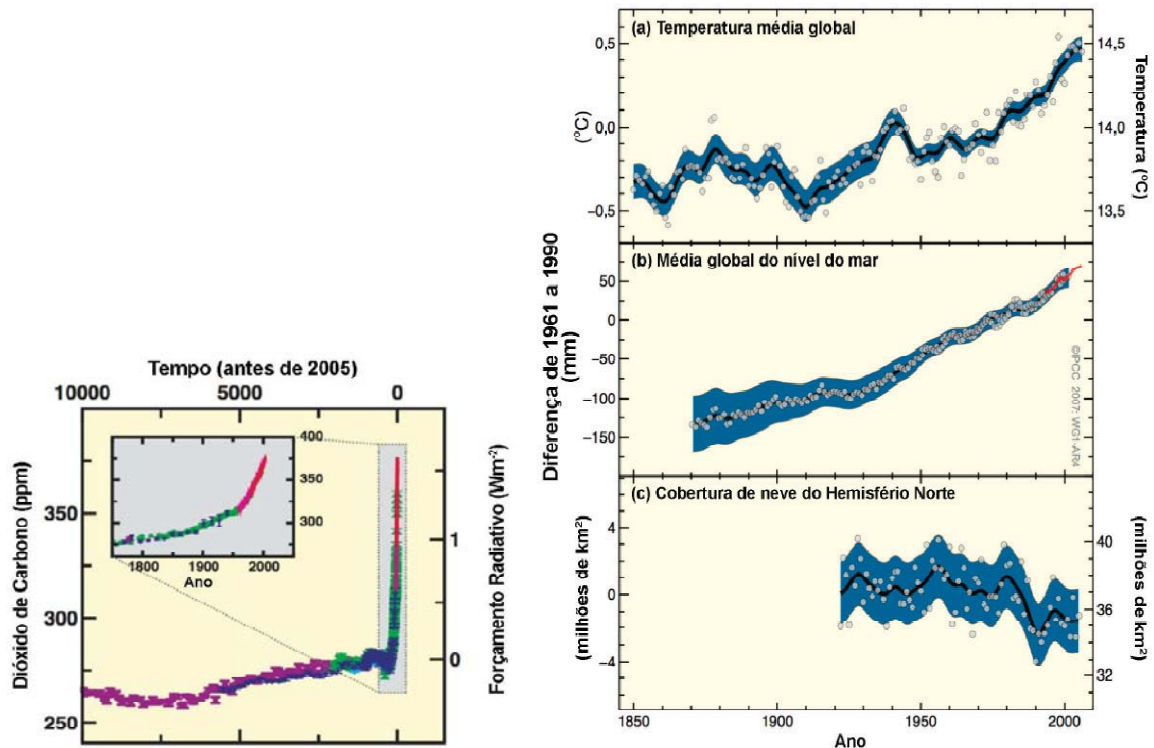 Tempo (antes de 2005)
10000 5000 0
Dióxido de Carbono (ppm)
350
300
250
400
350
300
1800 1900 2000
Ano
Forçamento Radiativo (Wm-2)
1
0
Diferença de 1961 a 1990
(a) Temperatura média global
(ºC)
0,5
0,0
−0,5
14,5
14,0
13,5
Temperatura (ºC)
(b) Média global do nível do mar
(mm)
50
0
−50
−100
−150
©IPCC 2007: WG1-AR4
(c) Cobertura de neve do Hemisfério Norte
(milhões de km²)
4
0
−4
40
36
32
(milhões de km²)
1850 1900 1950 2000
Ano